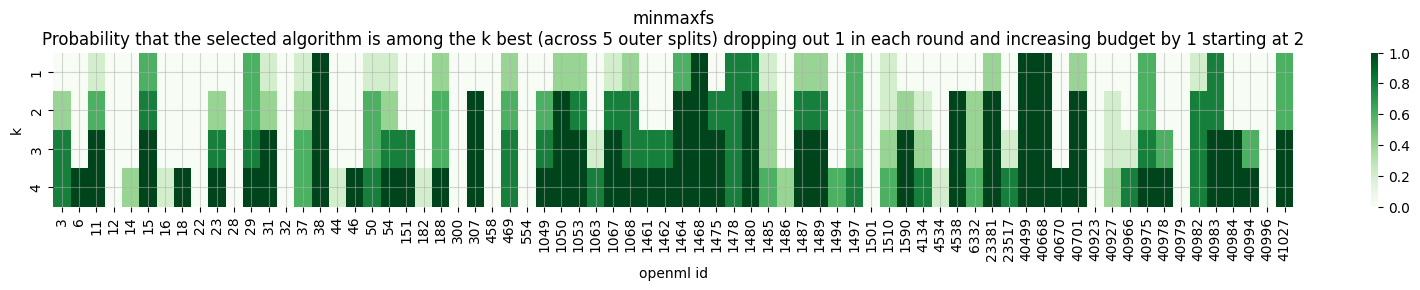 minmaxfs
Probability that the selected algorithm is among the k best (across 5 outer splits) dropping out 1 in each round and increasing budget by 1 starting at 2
k
1
2
3
4
3 6 11 12 14 15 16 18 22 23 28 29 31 32 37 38 44 46 50 54 151 182 188 300 307 458 469 554 1049 1050 1053 1063 1067 1068 1461 1462 1464 1468 1475 1478 1480 1485 1486 1487 1489 1494 1497 1501 1510 1590 4134 4534 4538 6332 23381 23517 40499 40668 40670 40701 40923 40927 40966 40975 40978 40979 40982 40983 40984 40994 40996 41027
openml id
1.0
0.8
0.6
0.4
0.2
0.0